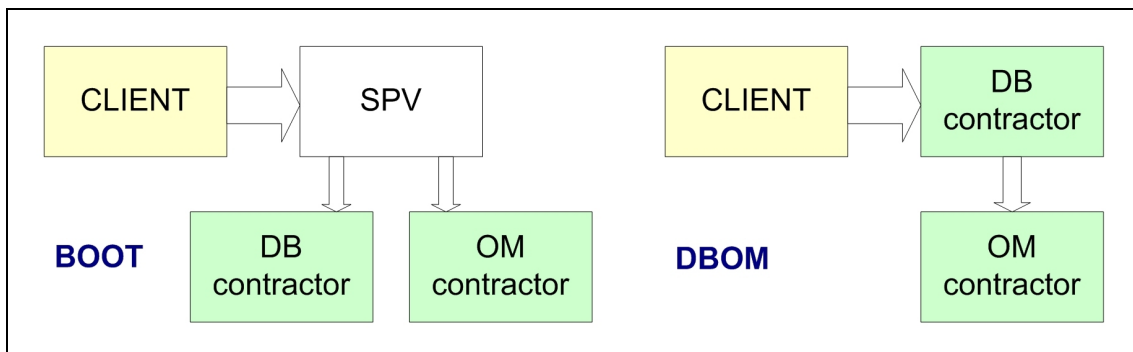 CLIENT
SPV
DB
contractor
OM
contractor
BOOT
CLIENT
DB
contractor
OM
contractor
DBOM